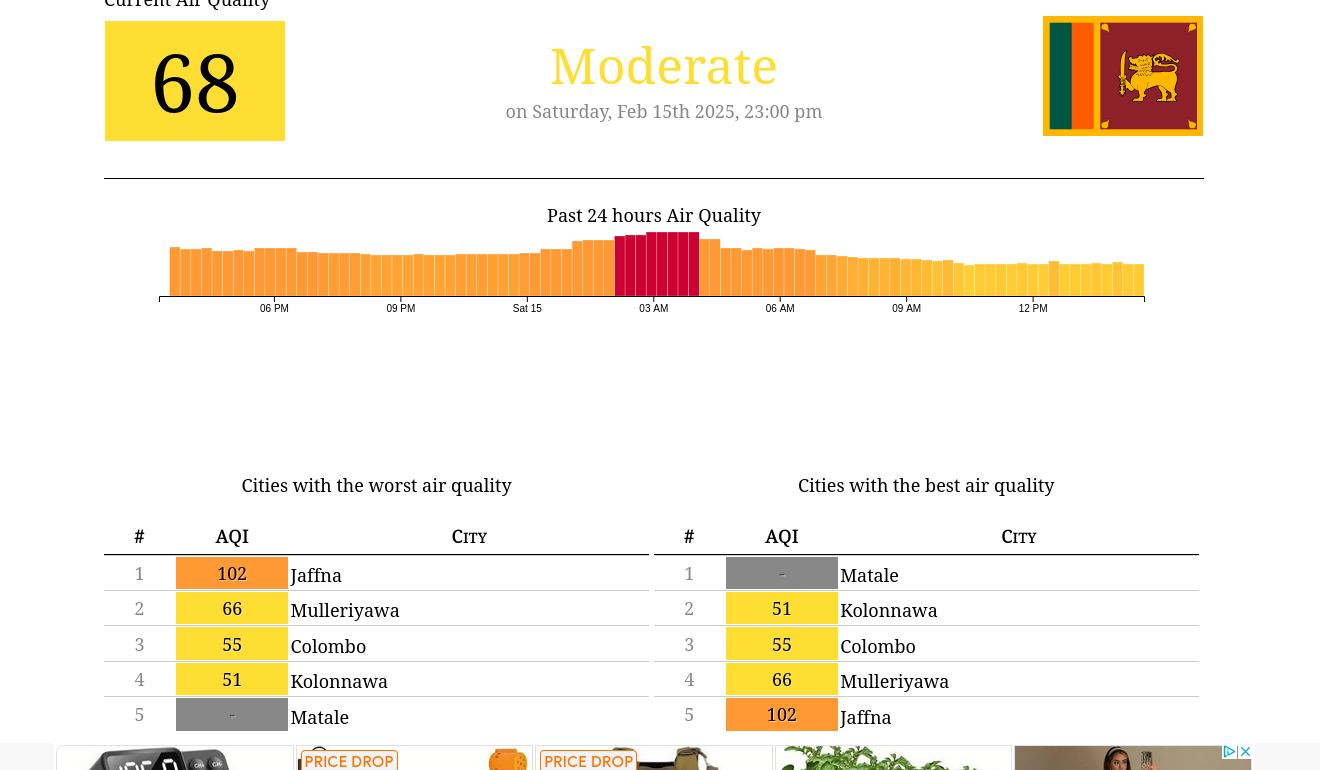 Current Air Quality
68
Moderate
on Saturday, Feb 15th 2025, 23:00 pm
Past 24 hours Air Quality
06 PM 09 PM Sat 15 03 AM 06 AM 09 AM 12 PM
Cities with the worst air quality
# AQI City
1 102 Jaffna
2 66 Mulleriyawa
3 55 Colombo
4 51 Kolonnawa
5 - Matale
Cities with the best air quality
# AQI City
1 - Matale
2 51 Kolonnawa
3 55 Colombo
4 66 Mulleriyawa
5 102 Jaffna
PRICE DROP
PRICE DROP